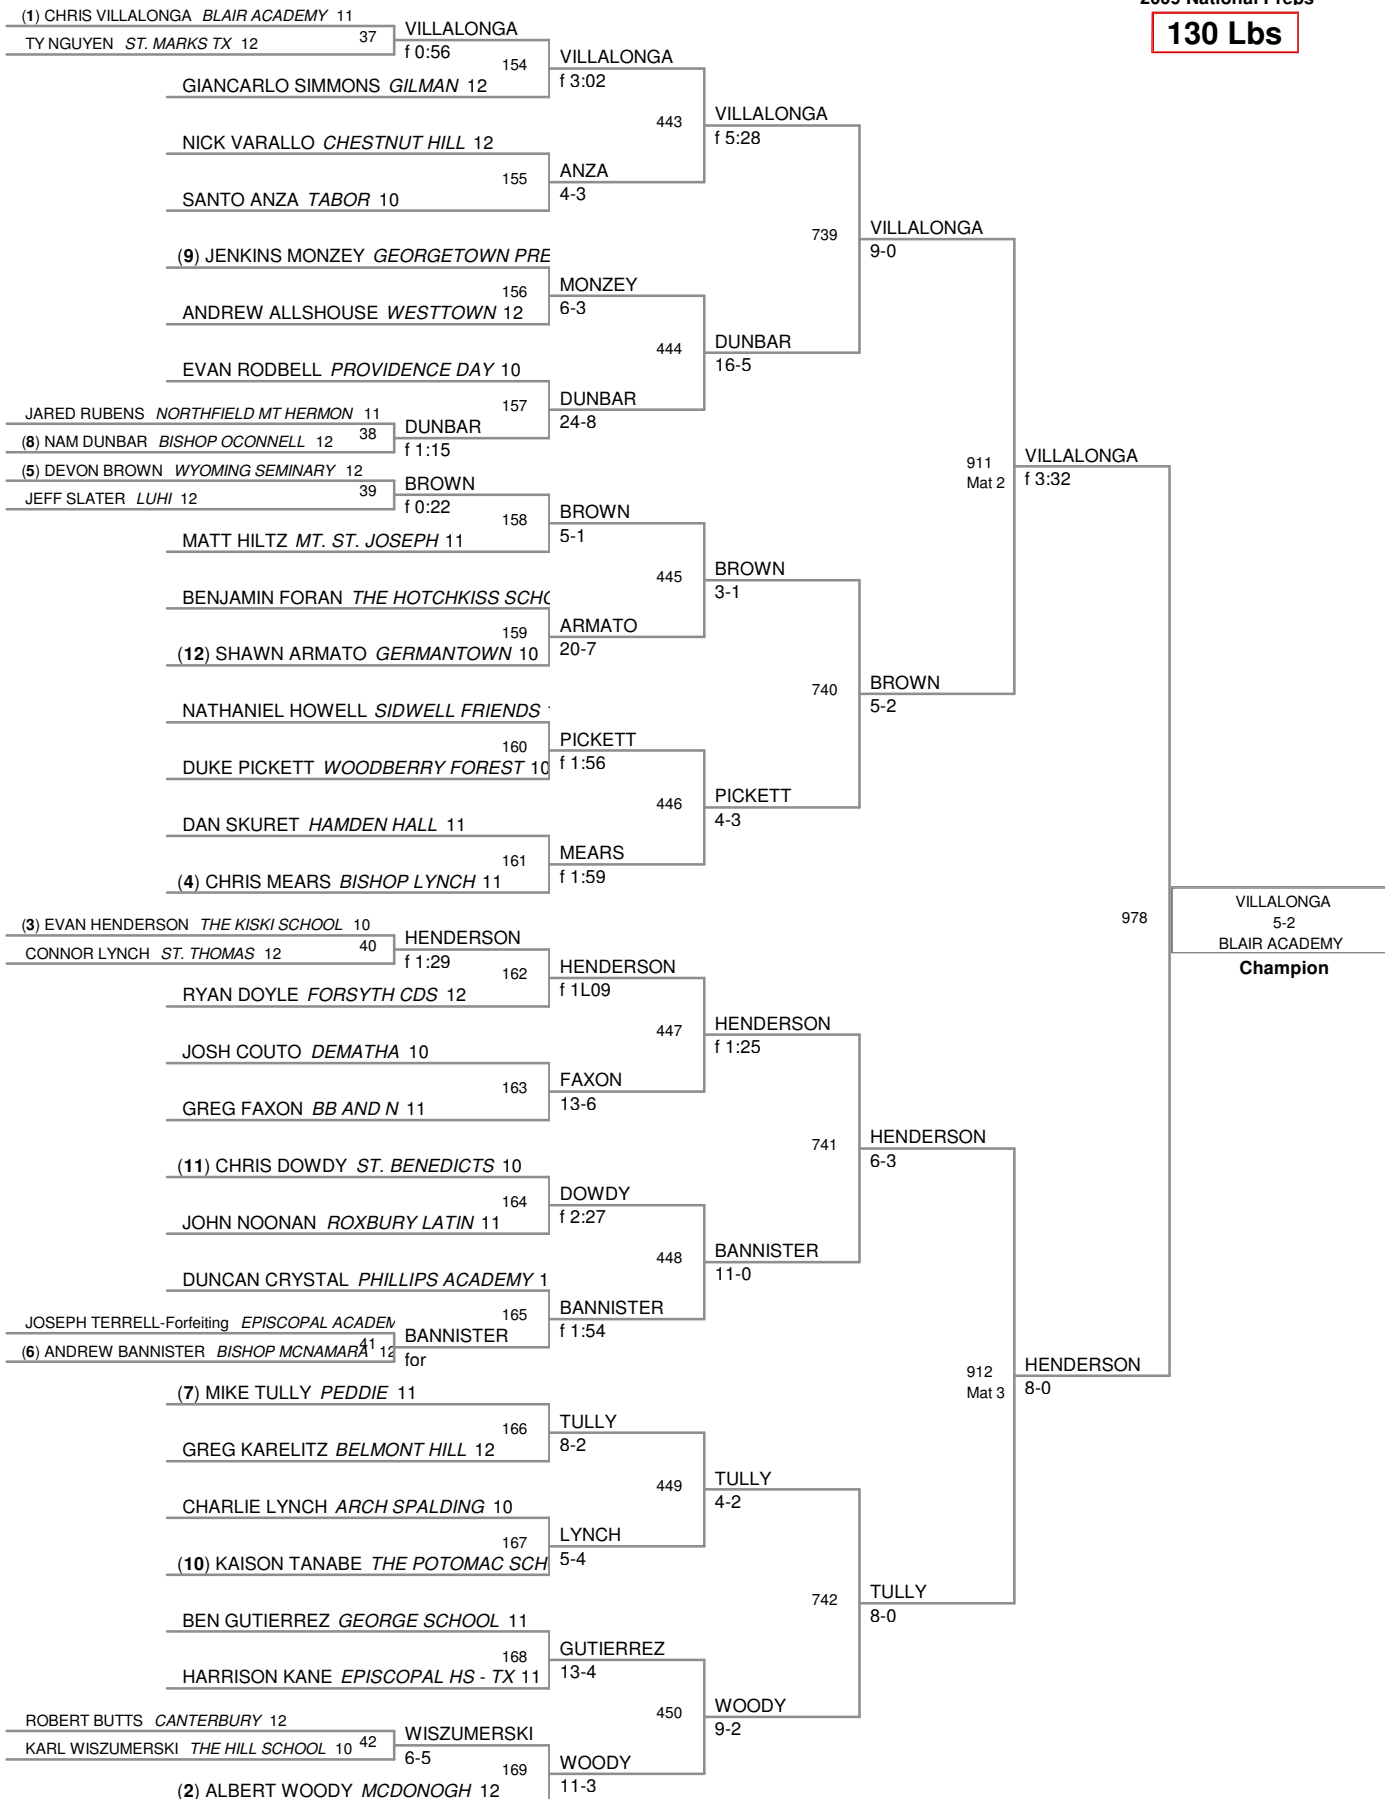 2009 National Preps
130 Lbs
(1) CHRIS VILLALONGA BLAIR ACADEMY 11
37
TY NGUYEN ST. MARKS TX 12
VILLALONGA
f 0:56
154
GIANCARLO SIMMONS GILMAN 12
VILLALONGA
f 3:02
443
NICK VARALLO CHESTNUT HILL 12
155
SANTO ANZA TABOR 10
ANZA
4-3
VILLALONGA
f 5:28
739
(9) JENKINS MONZEY GEORGETOWN PRE
156
ANDREW ALLSHOUSE WESTTOWN 12
MONZEY
6-3
444
EVAN RODBELL PROVIDENCE DAY 10
157
JARED RUBENS NORTHFIELD MT HERMON 11
38
(8) NAM DUNBAR BISHOP OCONNELL 12
DUNBAR
f 1:15
DUNBAR
24-8
DUNBAR
16-5
VILLALONGA
9-0
911
Mat 2
(5) DEVON BROWN WYOMING SEMINARY 12
39
JEFF SLATER LUHI 12
BROWN
f 0:22
158
MATT HILTZ MT. ST. JOSEPH 11
BROWN
5-1
445
BENJAMIN FORAN THE HOTCHKISS SCHO
159
(12) SHAWN ARMATO GERMANTOWN 10
ARMATO
20-7
BROWN
3-1
740
NATHANIEL HOWELL SIDWELL FRIENDS
160
DUKE PICKETT WOODBERRY FOREST 10
PICKETT
f 1:56
446
DAN SKURET HAMDEN HALL 11
161
(4) CHRIS MEARS BISHOP LYNCH 11
MEARS
f 1:59
PICKETT
4-3
BROWN
5-2
VILLALONGA
f 3:32
978
VILLALONGA
5-2
BLAIR ACADEMY
Champion
(3) EVAN HENDERSON THE KISKI SCHOOL 10
40
CONNOR LYNCH ST. THOMAS 12
HENDERSON
f 1:29
162
RYAN DOYLE FORSYTH CDS 12
HENDERSON
f 1L09
447
JOSH COUTO DEMATHA 10
163
GREG FAXON BB AND N 11
FAXON
13-6
HENDERSON
f 1:25
741
(11) CHRIS DOWDY ST. BENEDICTS 10
164
JOHN NOONAN ROXBURY LATIN 11
DOWDY
f 2:27
448
DUNCAN CRYSTAL PHILLIPS ACADEMY 1
165
JOSEPH TERRELL-Forfeiting EPISCOPAL ACADEM
41
(6) ANDREW BANNISTER BISHOP MCNAMARA 12
BANNISTER
for
BANNISTER
f 1:54
BANNISTER
11-0
HENDERSON
6-3
912
Mat 3
HENDERSON
8-0
(7) MIKE TULLY PEDDIE 11
166
GREG KARELITZ BELMONT HILL 12
TULLY
8-2
449
CHARLIE LYNCH ARCH SPALDING 10
167
(10) KAISON TANABE THE POTOMAC SCH
LYNCH
5-4
TULLY
4-2
742
TULLY
8-0
BEN GUTIERREZ GEORGE SCHOOL 11
168
HARRISON KANE EPISCOPAL HS - TX 11
GUTIERREZ
13-4
450
WOODY
9-2
ROBERT BUTTS CANTERBURY 12
42
KARL WISZUMERSKI THE HILL SCHOOL 10
WISZUMERSKI
6-5
169
(2) ALBERT WOODY MCDONOGH 12
WOODY
11-3